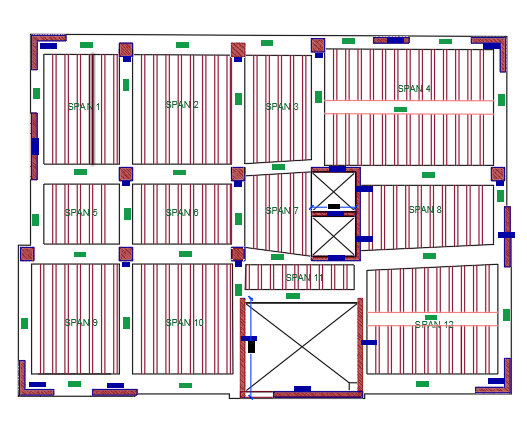 SPAN 1
SPAN 2
SPAN 3
SPAN 4
SPAN 5
SPAN 6
SPAN 7
SPAN 8
SPAN 9
SPAN 10
SPAN 11
SPAN 12